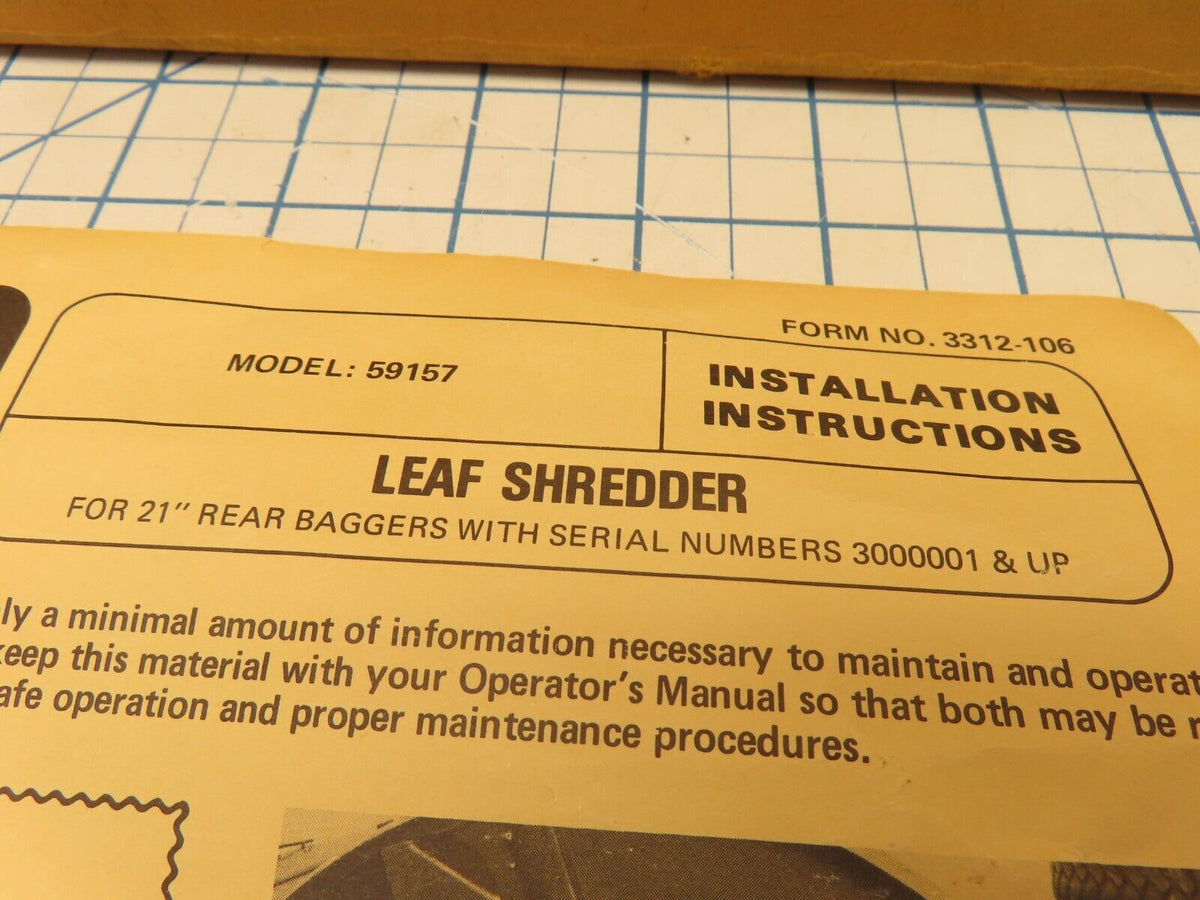 FORM NO. 3312-106
MODEL: 59157
INSTALLATION
INSTRUCTIONS
LEAF SHREDDER
FOR 21" REAR BAGGERS WITH SERIAL NUMBERS 3000001 & UP
a minimal amount of information necessary to maintain and
keep this material with your Operator's Manual so that both may be
operation and proper maintenance procedures.